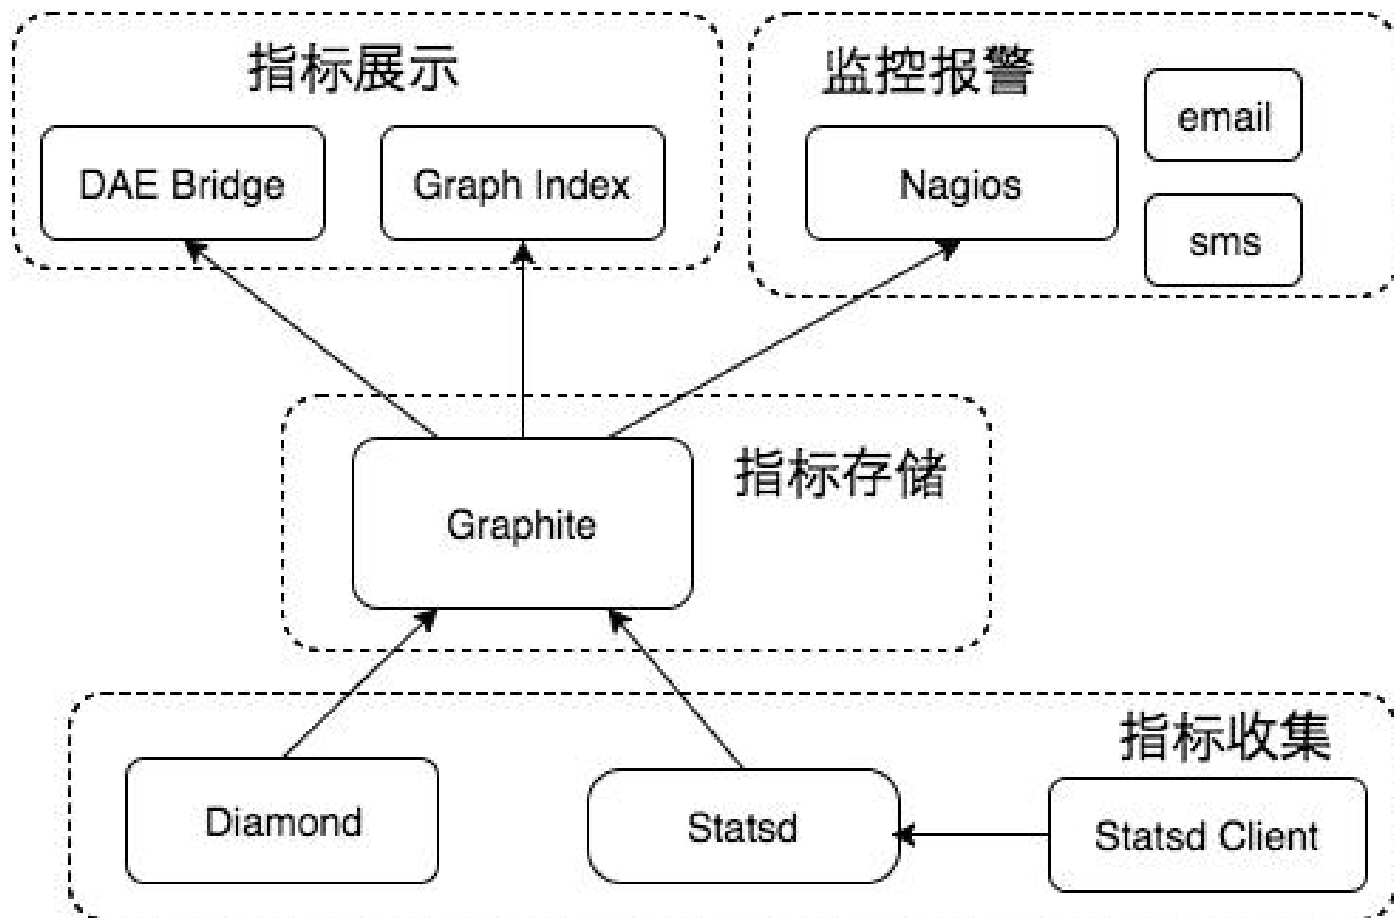 指标展示
监控报警
email
DAE Bridge
Graph Index
Nagios
sms
指标存储
Graphite
指标收集
Diamond
Statsd
Statsd Client